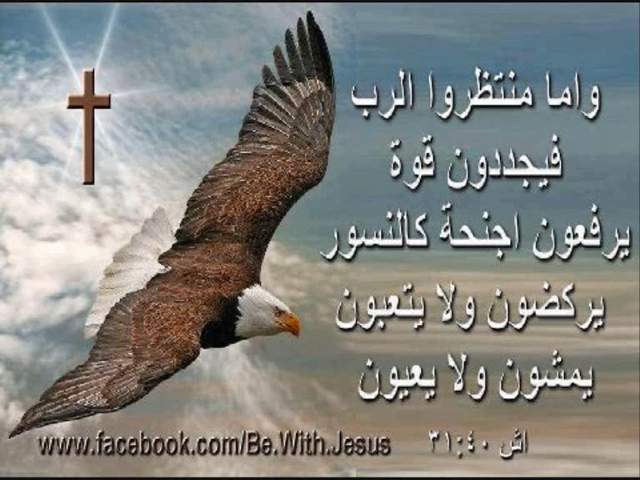 واما منتظروا الرب
فيجددون قوة
يرفعون اجنحة كالنسور
يركضون ولا يتعبون
يمشون ولا يعيون
اش ٣١:٤٠
www.facebook.com/Be.With.Jesus